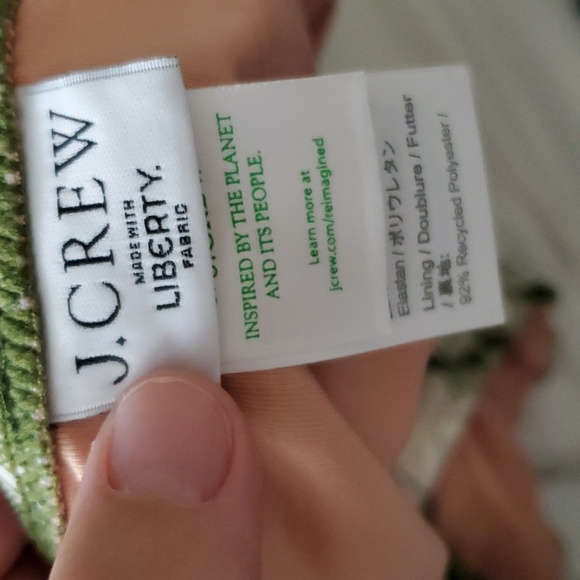 J.CREW
MADE WITH
LIBERTY.
FABRIC
INSPIRED BY THE PLANET
AND ITS PEOPLE.
Learn more at
jcrew.com/reimagined
Elastan / ポリウレタン
Lining / Doublure / Futter
/ 裏地:
92% Recycled Polyester /